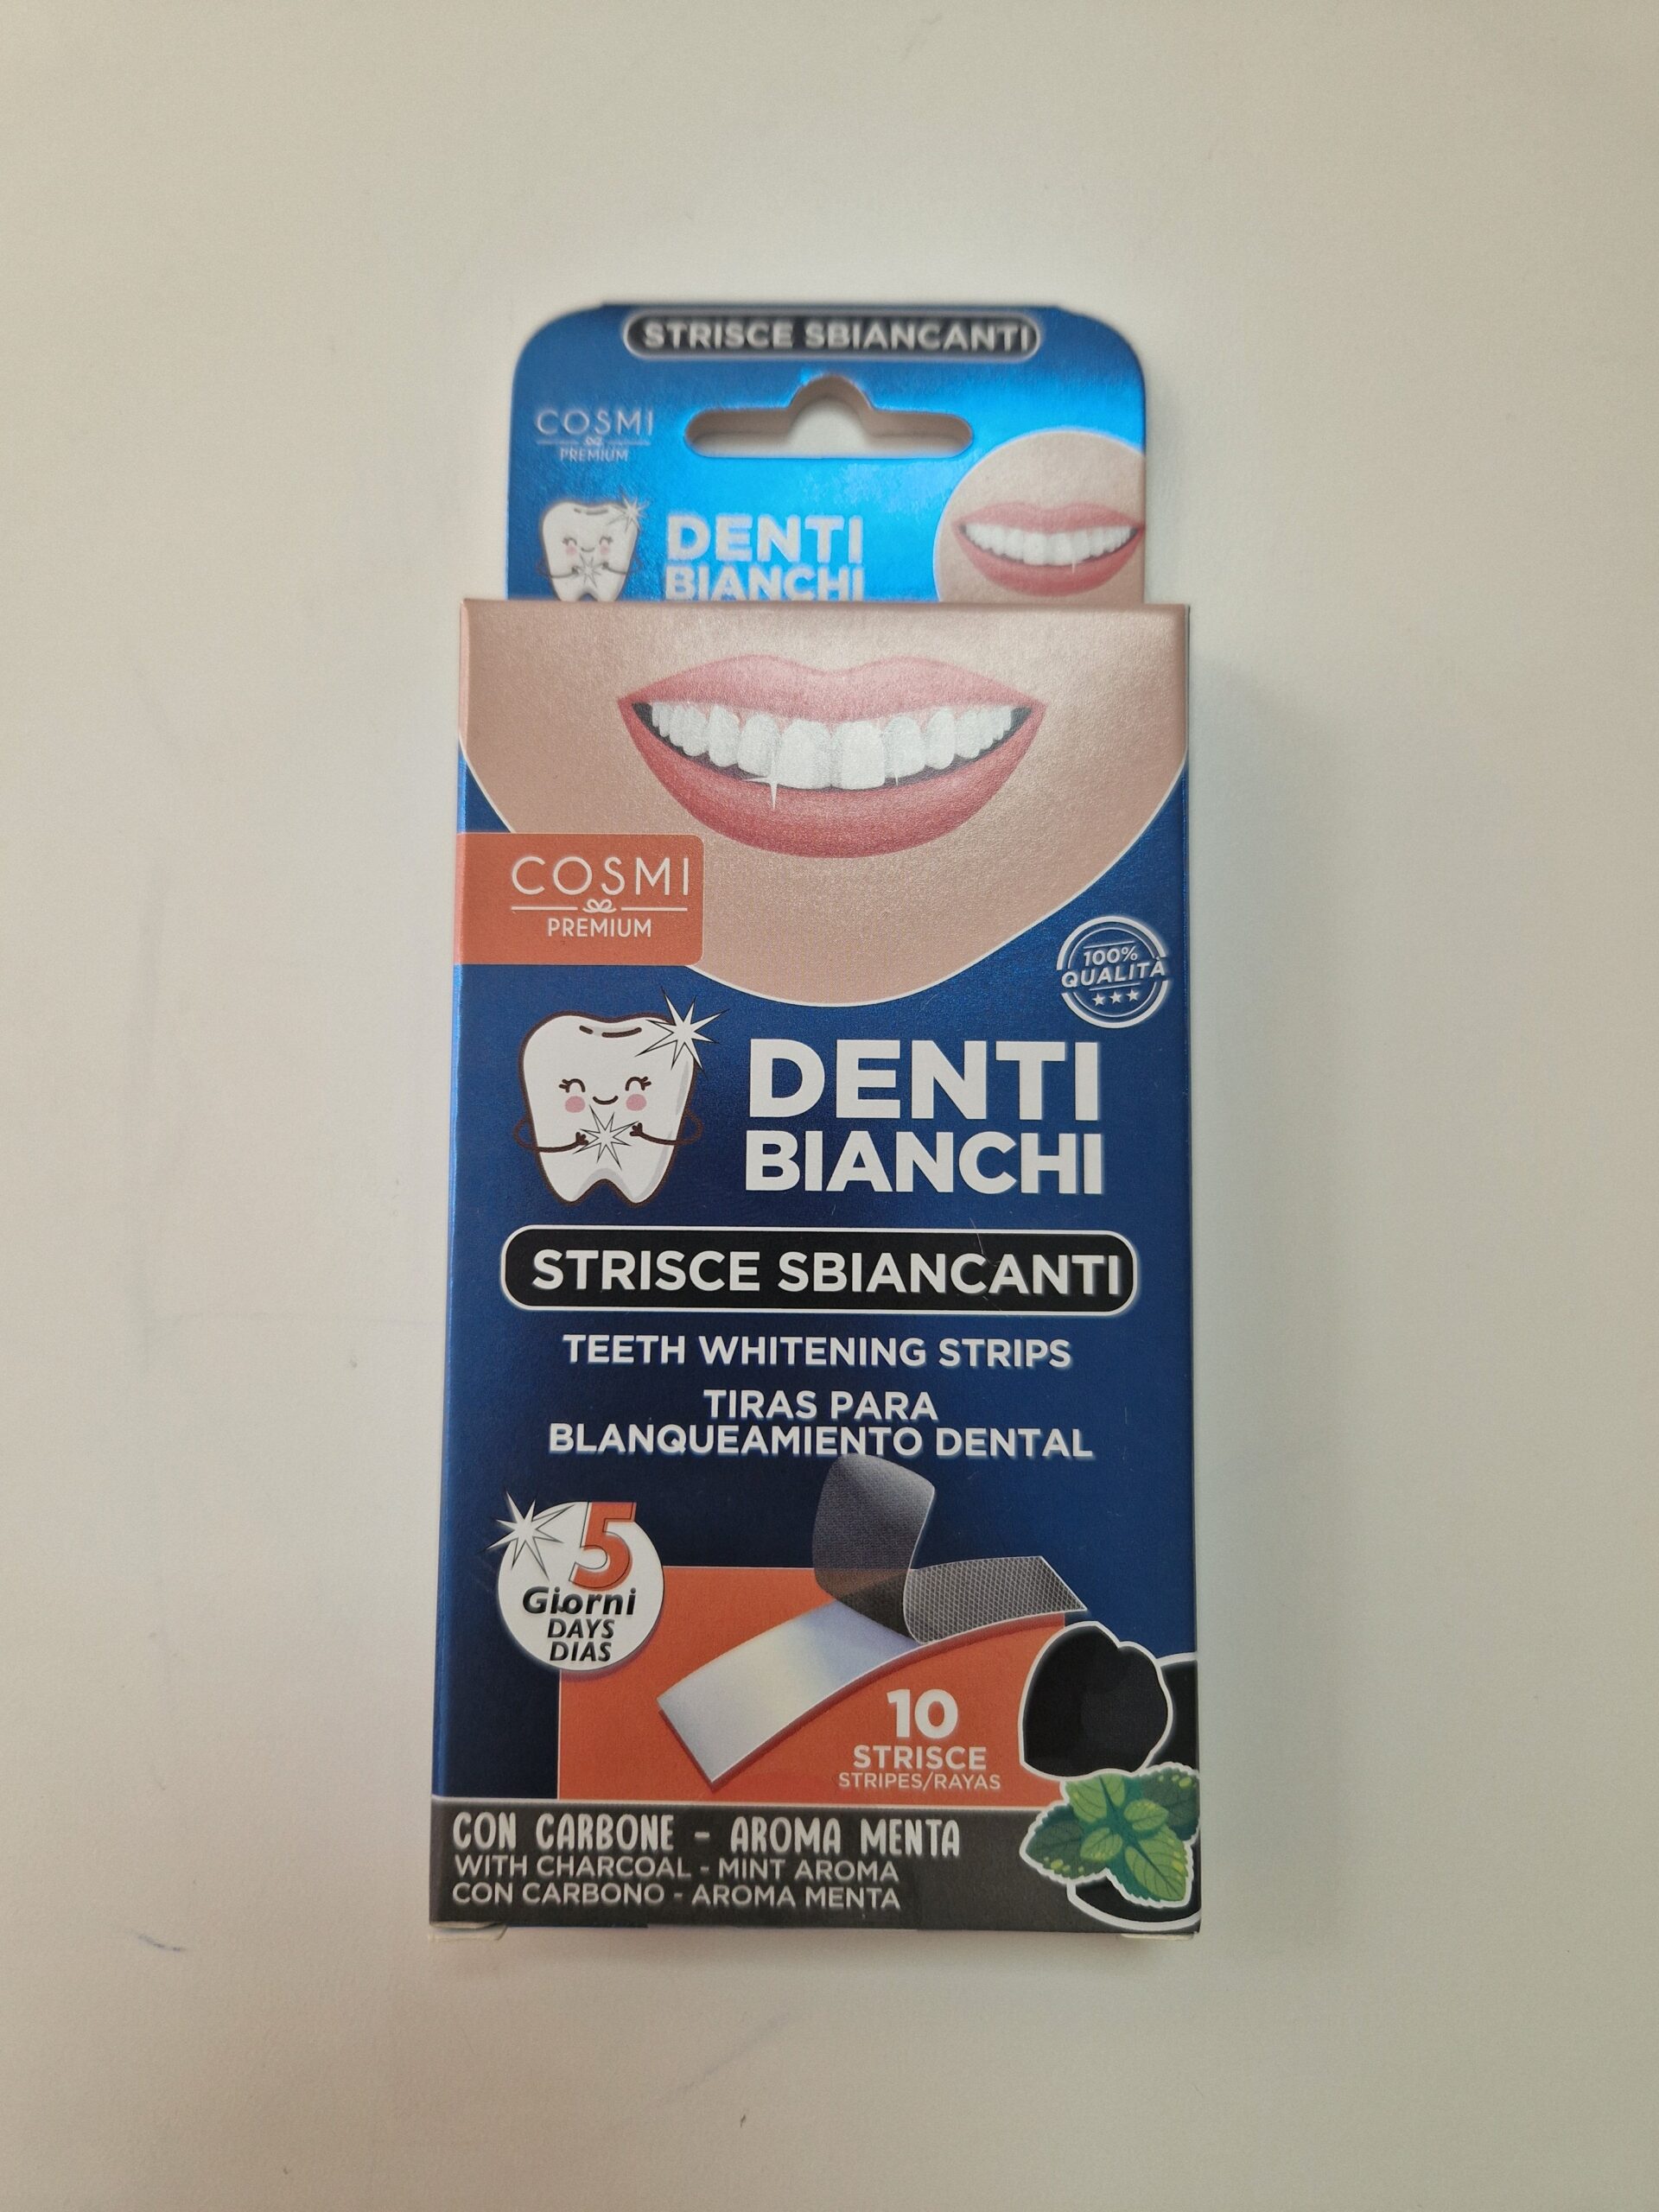 STRISCE SBIANCANTI
COSMI
PREMIUM
DENTI
BIANCHI
COSMI
PREMIUM
100%
QUALITÀ
DENTI
BIANCHI
STRISCE SBIANCANTI
TEETH WHITENING STRIPS
TIRAS PARA
BLANQUEAMIENTO DENTAL
5
Giorni
DAYS
DIAS
10
STRISCE
STRIPES/RAYAS
CON CARBONE - AROMA MENTA
WITH CHARCOAL - MINT AROMA
CON CARBONO - AROMA MENTA